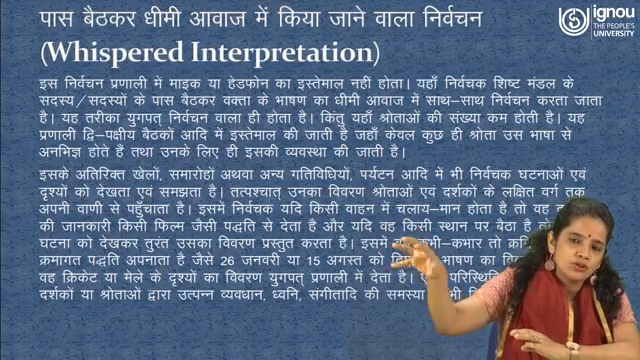 पास बैठकर धीमी आवाज में किया जाने वाला निर्वचन
(Whispered Interpretation)
ignou
THE PEOPLE'S
UNIVERSITY
इस निर्वचन प्रणाली में माइक या हेडफोन का इस्तेमाल नहीं होता। यहाँ निर्वचक शिष्ट मंडल के
सदस्य/सदस्यों के पास बैठकर वक्ता के भाषण का धीमी आवाज में साथ–साथ निर्वचन करता जाता
है। यह तरीका युगपत् निर्वचन वाला ही होता है। किंतु यहाँ श्रोताओं की संख्या कम होती है। यह
प्रणाली द्वि–पक्षीय बैठकों आदि में इस्तेमाल की जाती है जहाँ केवल कुछ ही श्रोता उस भाषा से
अनभिज्ञ होते हैं तथा उनके लिए ही इसकी व्यवस्था की जाती है।
इसके अतिरिक्त खेलों, समारोहों अथवा अन्य गतिविधियों, पर्यटन आदि में भी निर्वचक घटनाओं एवं
दृश्यों को देखता एवं समझता है। तत्पश्चात् उनका विवरण श्रोताओं एवं दर्शकों के लक्षित वर्ग तक
अपनी वाणी से पहुँचाता है। इसमें निर्वचक यदि किसी वाहन में चलाय–मान होता है तो वह
की जानकारी किसी फिल्म जैसी पद्धति से देता है और यदि वह किसी स्थान पर बैठा है
घटना को देखकर तुरंत उसका विवरण प्रस्तुत करता है। इसमें कभी–कभार तो
क्रमागत पद्धति अपनाता है जैसे 26 जनवरी या 15 अगस्त को भाषण का
वह क्रिकेट या मेले के दृश्यों का विवरण युगपत् प्रणाली में देता है। परिस्थिति
दर्शकों या श्रोताओं द्वारा उत्पन्न व्यवधान, ध्वनि, संगीतादि की समस्या भी